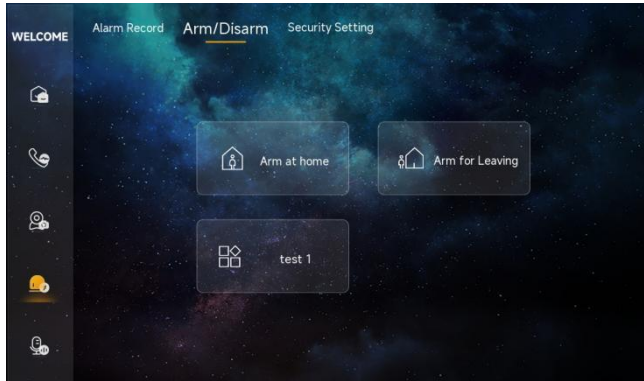 WELCOME
Alarm Record
Arm/Disarm
Security Setting
Arm at home
Arm for Leaving
test 1